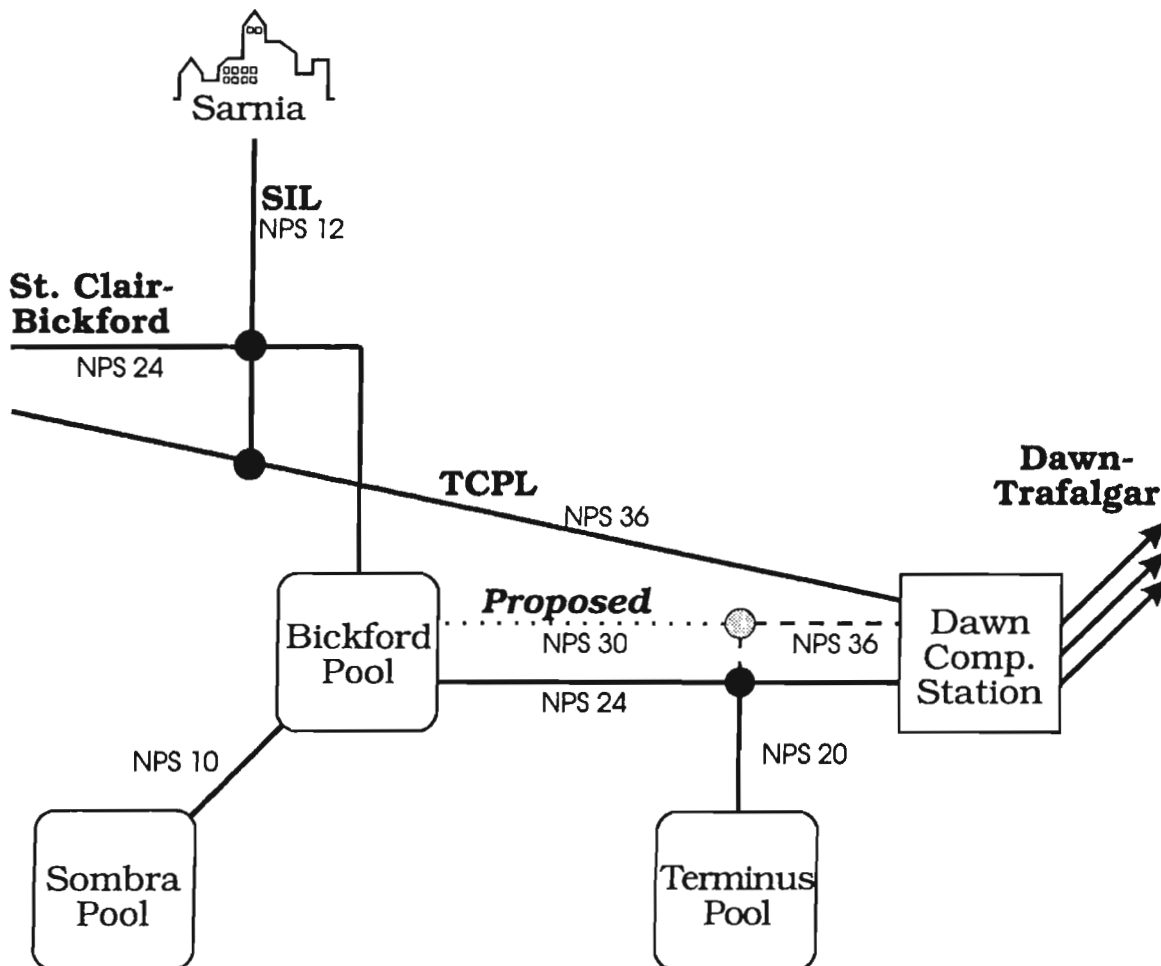 Sarnia
SIL
NPS 12
St. Clair-
Bickford
NPS 24
TCPL
NPS 36
Dawn-
Trafalgar
Proposed
NPS 30
NPS 36
Bickford
Pool
Dawn
Comp.
Station
NPS 24
NPS 10
NPS 20
Sombra
Pool
Terminus
Pool